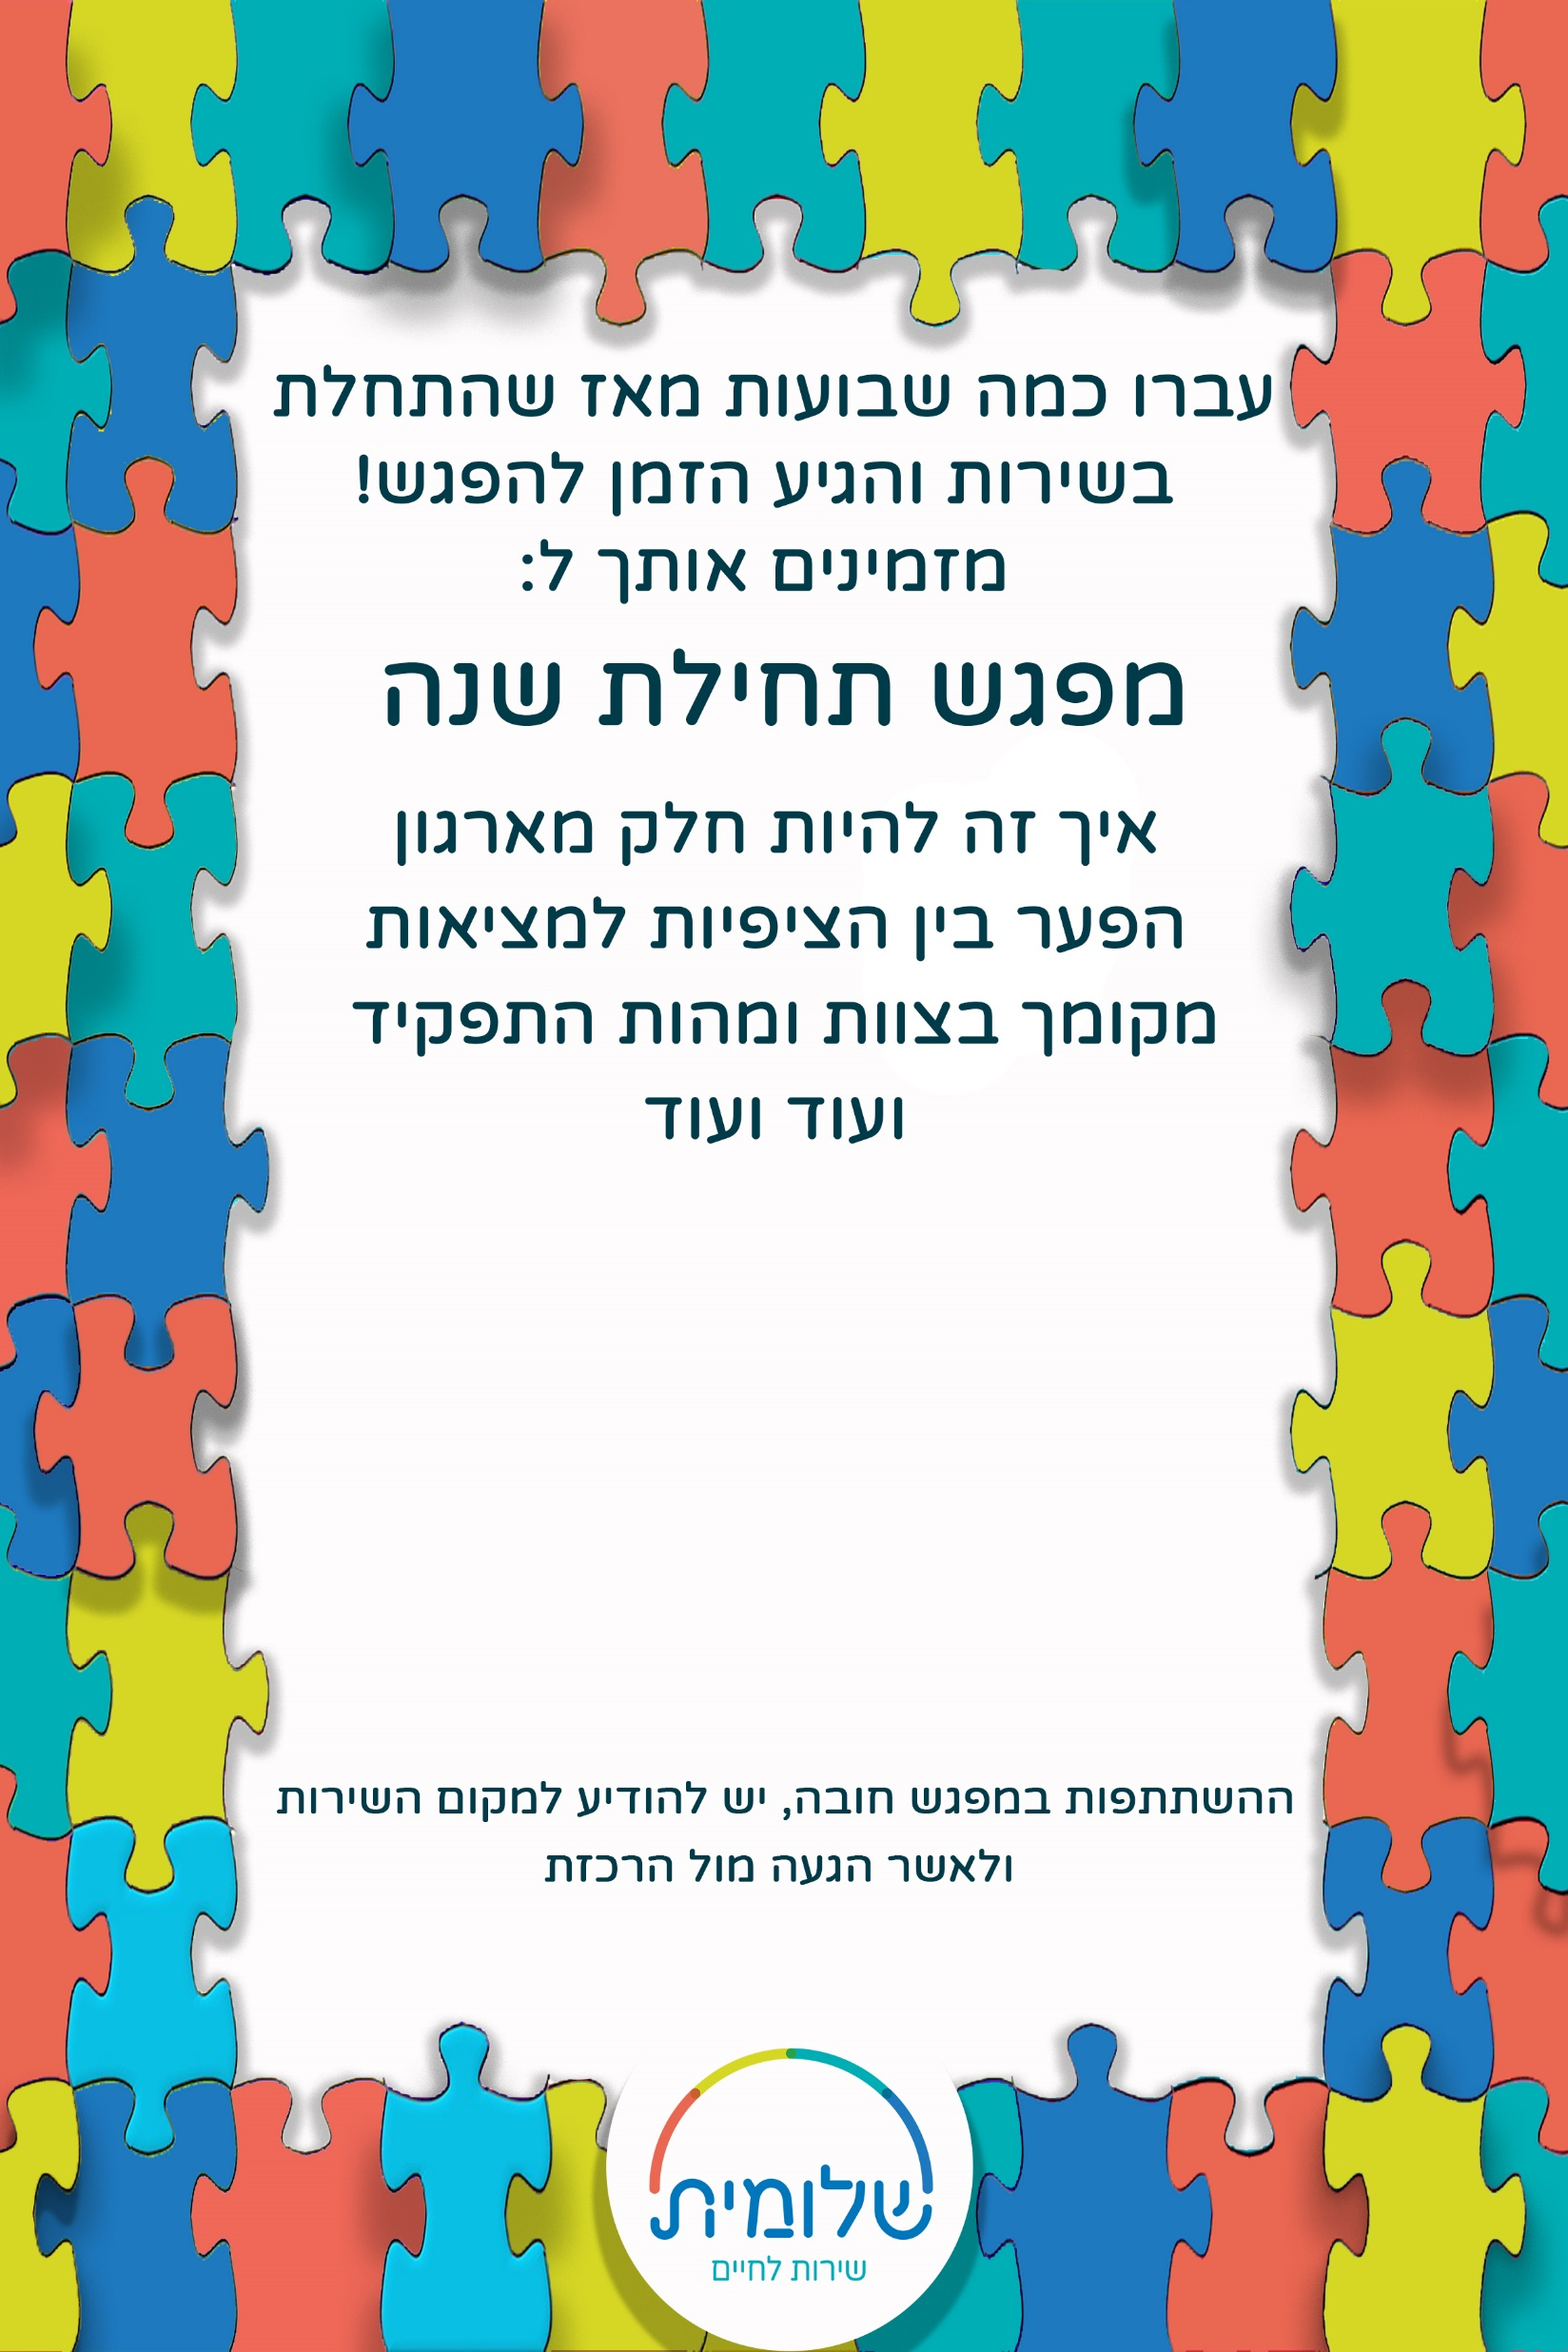 עברו כמה שבועות מאז שהתחלת
בשירות והגיע הזמן להפגש!
מזמינים אותך ל:
מפגש תחילת שנה
איך זה להיות חלק מארגון
הפער בין הציפיות למציאות
מקומך בצוות ומהות התפקיד
ועוד ועוד
ההשתתפות במפגש חובה, יש להודיע למקום השירות
ולאשר הגעה מול הרכזת
שלומית
שירות לחיים